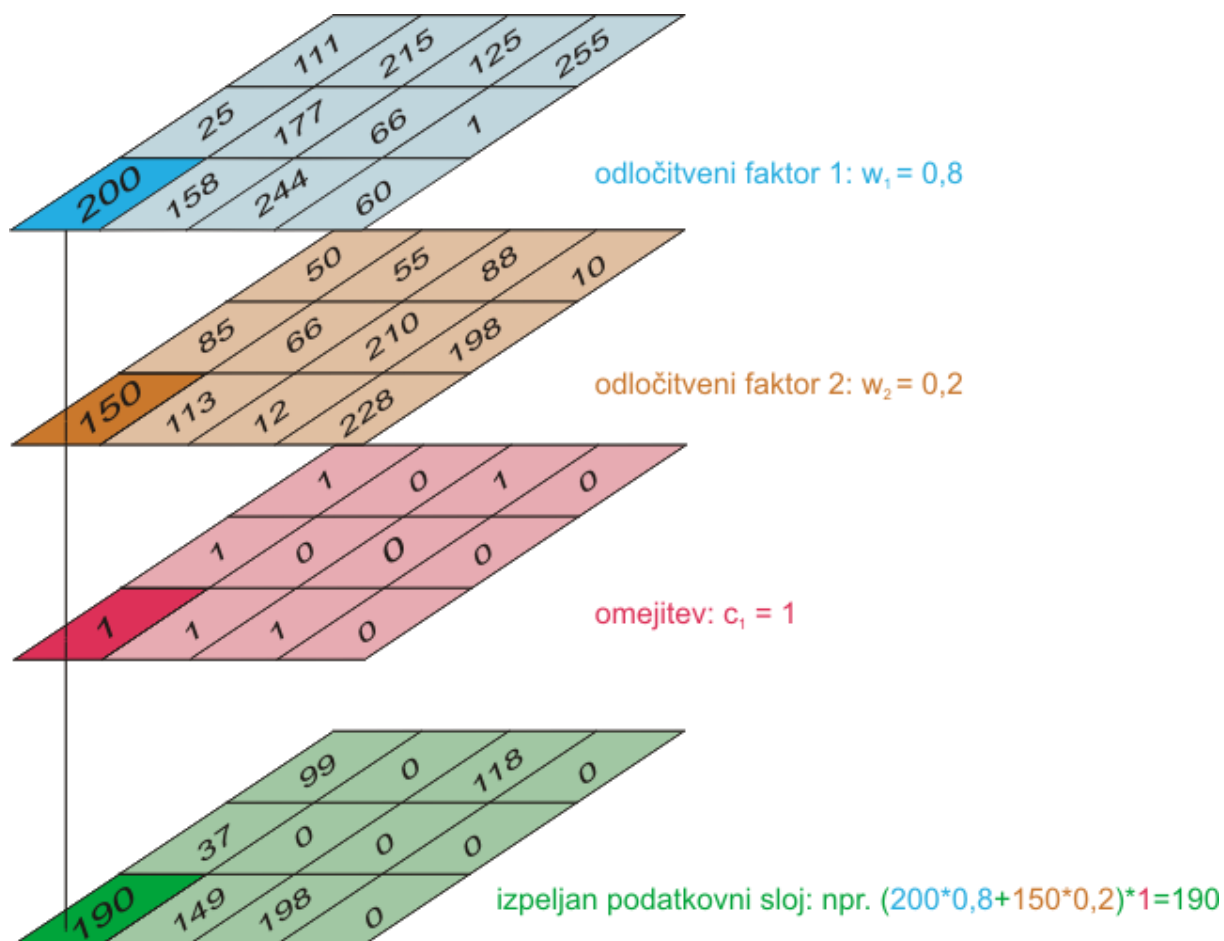 111 215 125 255
25 177 66 1
200 158 244 60
odločitveni faktor 1: w₁ = 0,8
50 55 88 10
85 66 210 198
150 113 12 228
odločitveni faktor 2: w₂ = 0,2
1 0 1 0
1 0 0 0
1 1 1 0
omejitev: c₁ = 1
99 0 118 0
37 0 0 0
190 149 198 0
izpeljan podatkovni sloj: npr. (200*0,8+150*0,2)*1=190